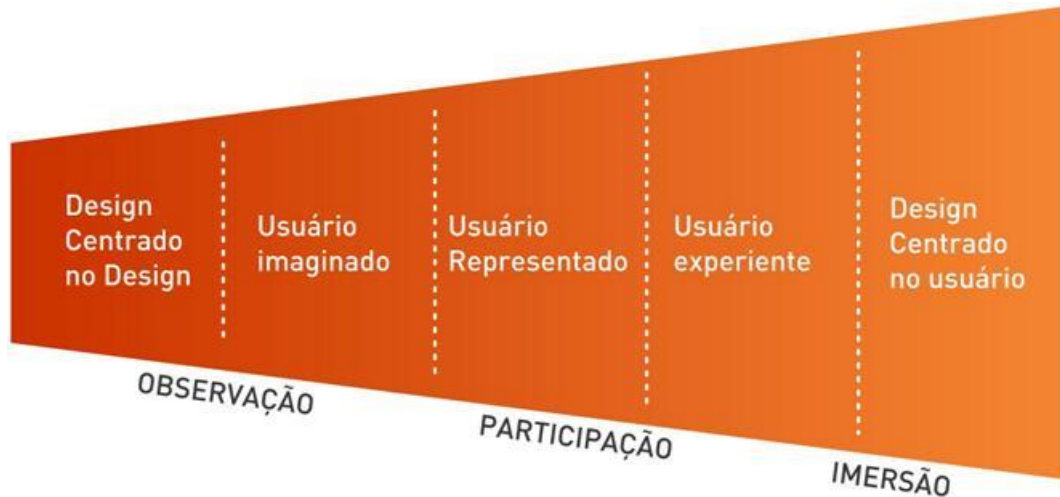 Design
Centrado
no Design
Usuário
imaginado
Usuário
Representado
Usuário
experiente
Design
Centrado
no usuário
OBSERVAÇÃO
PARTICIPAÇÃO
IMERSÃO